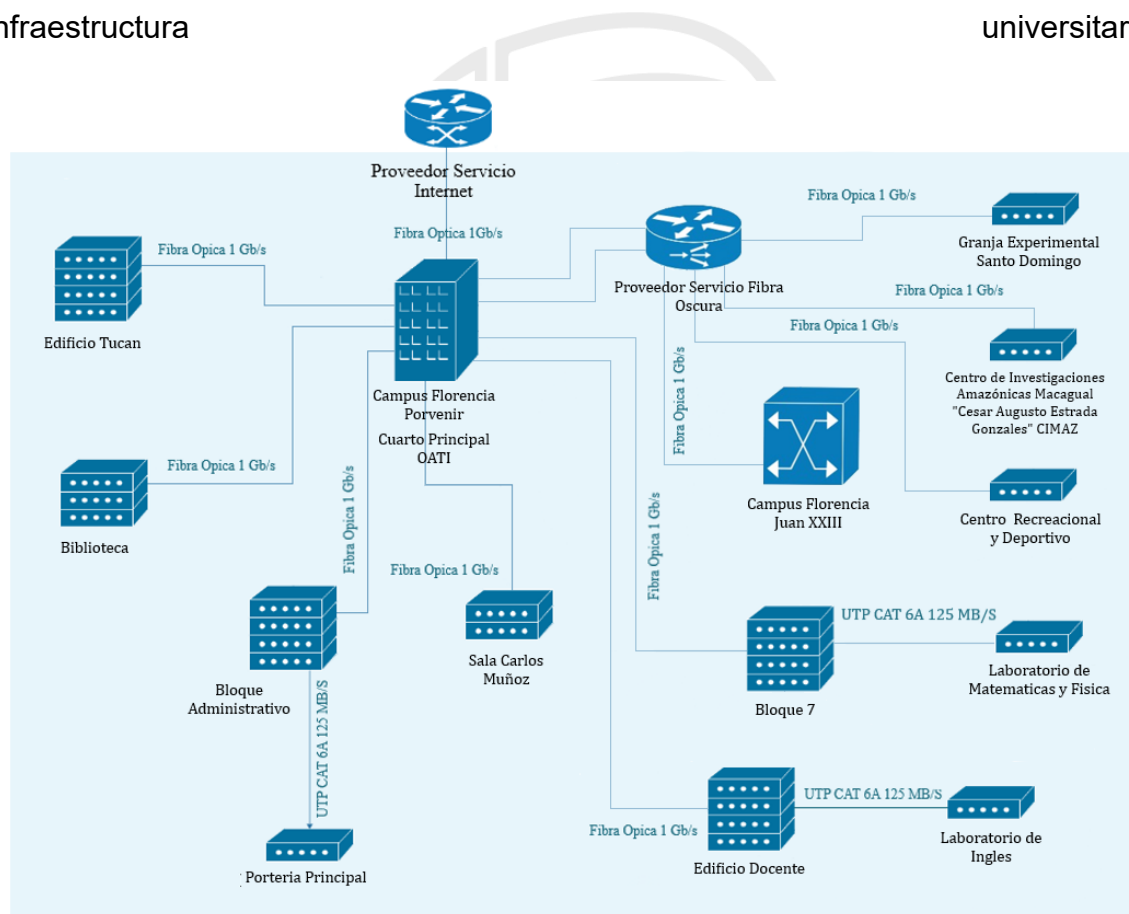 nfraestructura universitar
Proveedor Servicio
Internet
Fibra Optica 1Gb/s
Fibra Opica 1 Gb/s
Edificio Tucan
Fibra Opica 1 Gb/s
Granja Experimental
Santo Domingo
Proveedor Servicio Fibra
Oscura
Fibra Opica 1 Gb/s
Fibra Opica 1 Gb/s
Centro de Investigaciones
Amazónicas Macagual
"Cesar Augusto Estrada
Gonzales" CIMAZ
Fibra Opica 1 Gb/s
Campus Florencia
Porvenir
Cuarto Principal
OATI
Fibra Opica 1 Gb/s
Biblioteca
Campus Florencia
Juan XXIII
Centro Recreacional
y Deportivo
Fibra Opica 1 Gb/s
Fibra Opica 1 Gb/s
Fibra Opica 1 Gb/s
Bloque
Administrativo
Sala Carlos
Muñoz
UTP CAT 6A 125 MB/S
Bloque 7
Laboratorio de
Matematicas y Fisica
UTP CAT 6A 125 MB/S
Porteria Principal
Fibra Opica 1 Gb/s
UTP CAT 6A 125 MB/S
Edificio Docente
Laboratorio de
Ingles